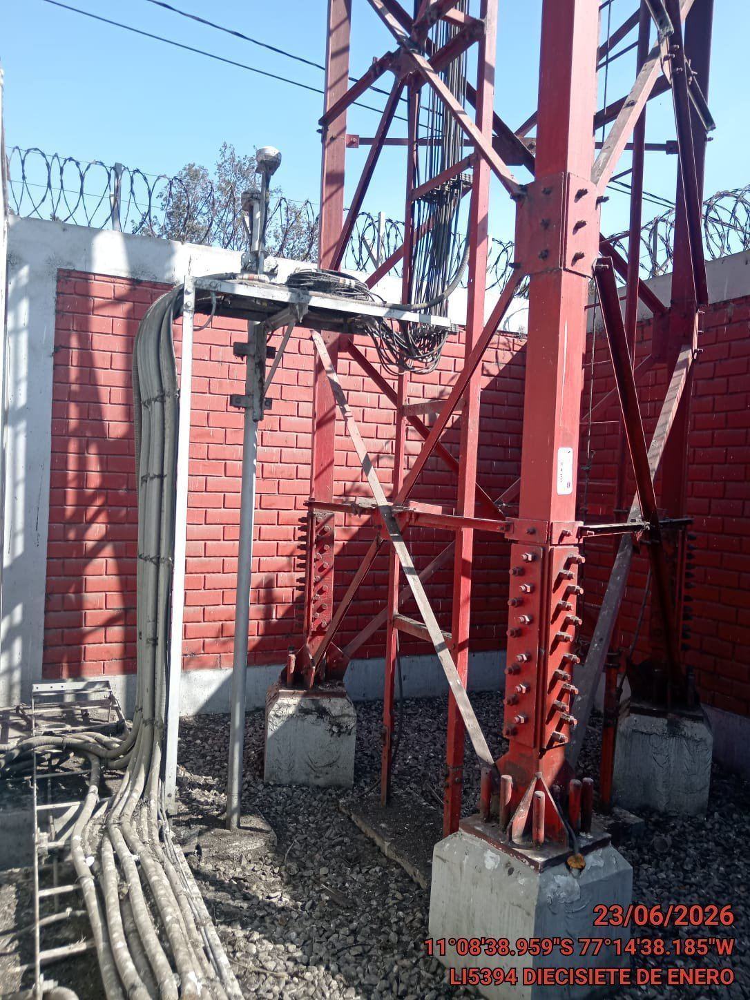 23/06/2026
11°08'38.959"S 77°14'38.185"W
LI5394 DIECISIETE DE ENERO